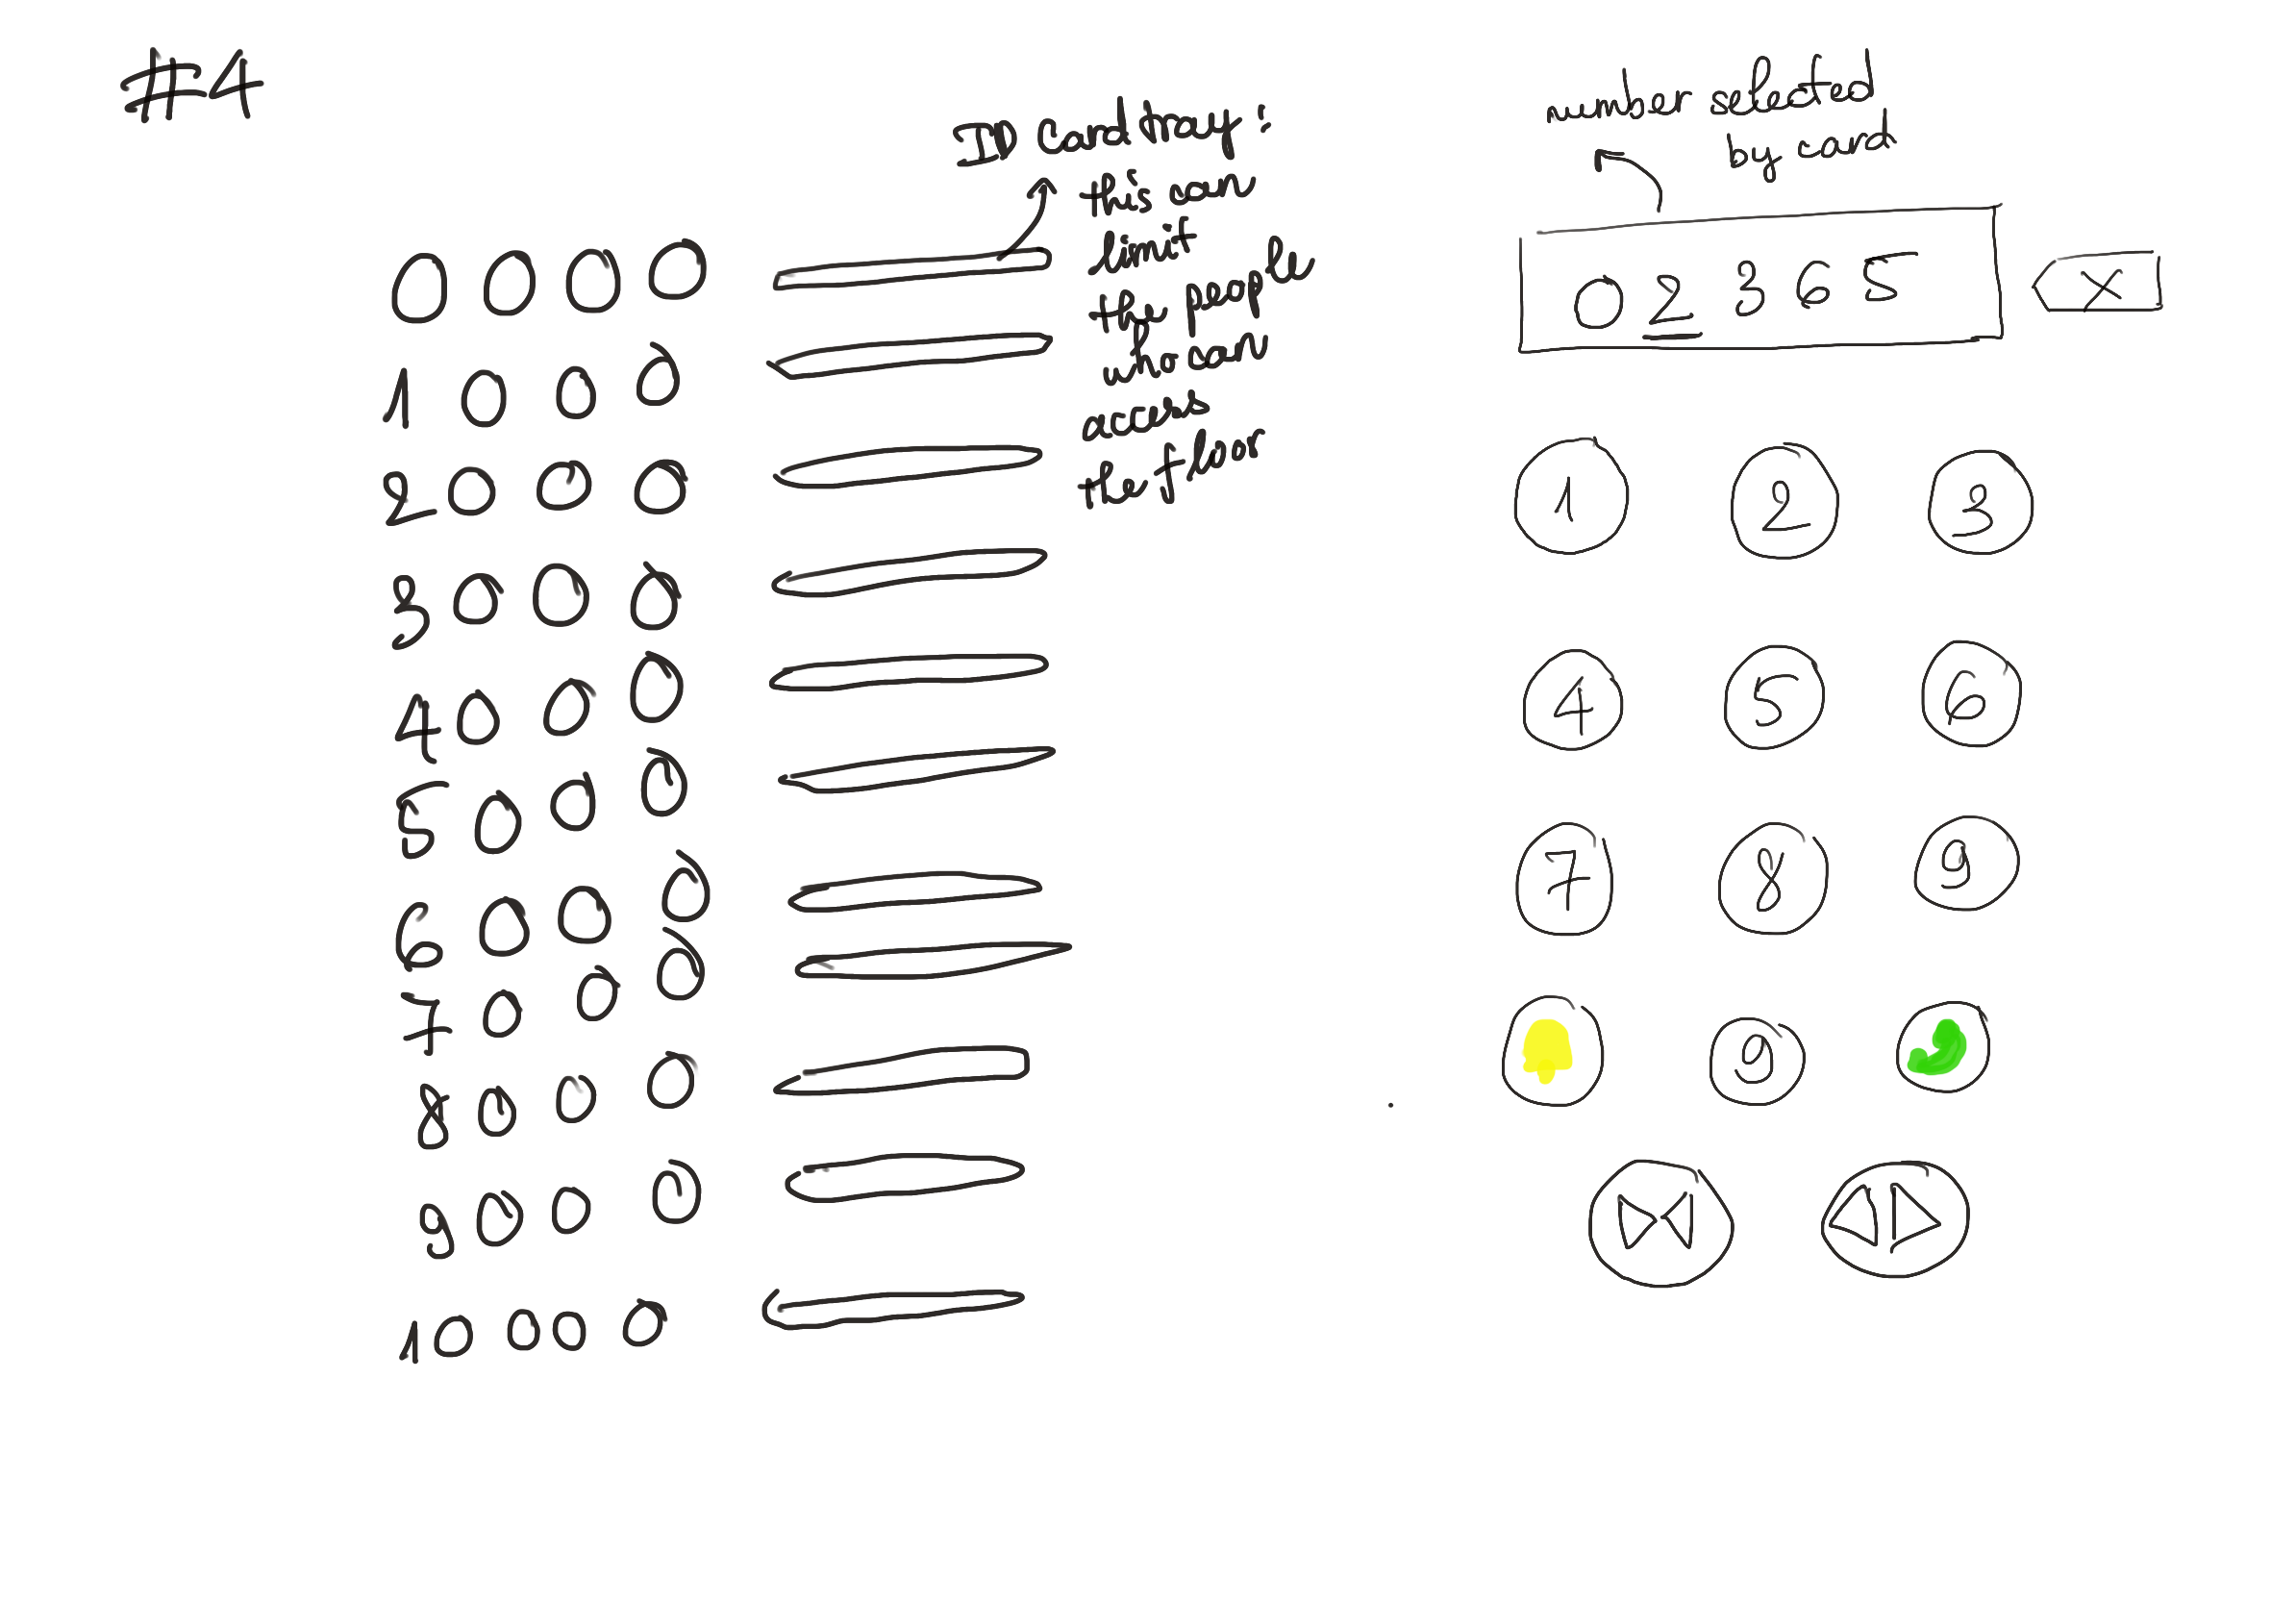 #4
ID card tray:
this can
limit
the people
who can
access
the floor
0000
1000
2000
3000
4000
5000
6000
7000
8000
9000
10000
number selected
by card
02365
X
1 2 3
4 5 6
7 8 9
9